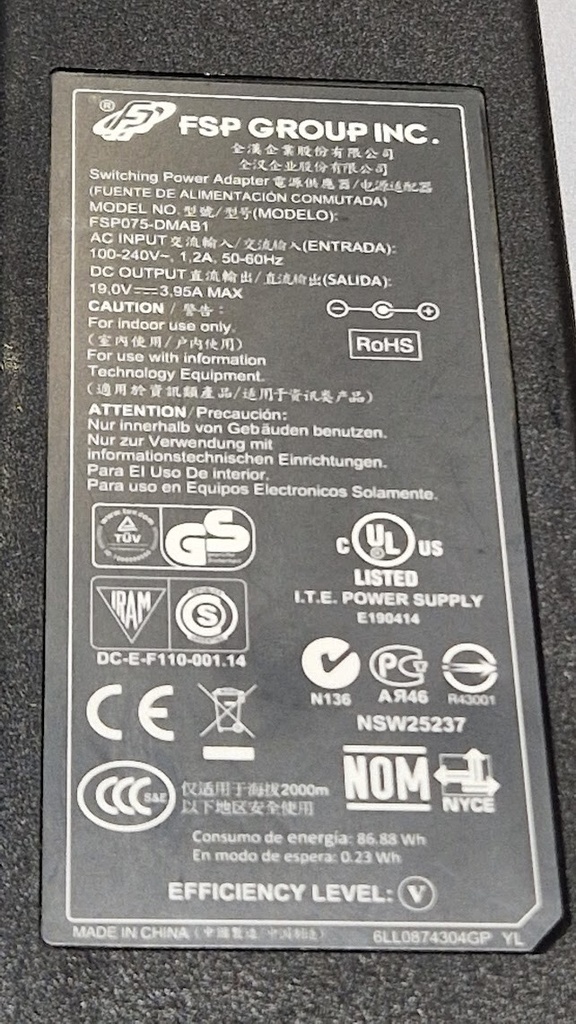 ®
FSP GROUP INC.
全漢企業股份有限公司
全汉企业股份有限公司
Switching Power Adapter 電源供應器/电源适配器
(FUENTE DE ALIMENTACIÓN CONMUTADA)
MODEL NO. 型號/型号(MODELO):
FSP075-DMAB1
AC INPUT 交流輸入/交流输入(ENTRADA):
100-240V~, 1,2A, 50-60Hz
DC OUTPUT 直流輸出/直流输出(SALIDA):
19.0V⎓3.95A MAX
CAUTION / 警告:
For indoor use only.
(室內使用/户内使用)
For use with information
Technology Equipment.
(適用於資訊類產品/适用于资讯类产品)
RoHS
ATTENTION/Precaución:
Nur innerhalb von Gebäuden benutzen.
Nur zur Verwendung mit
informationstechnischen Einrichtungen.
Para El Uso De interior.
Para uso en Equipos Electronicos Solamente.
TÜV
GS
C UL US
LISTED
I.T.E. POWER SUPPLY
E190414
IRAM
S
DC-E-F110-001.14
N136
PC
АЯ46
R43001
NSW25237
CE
CCC S&E
仅适用于海拔2000m
以下地区安全使用
NOM
NYCE
Consumo de energía: 86.88 Wh
En modo de espera: 0.23 Wh
EFFICIENCY LEVEL: V
MADE IN CHINA (中國製造/中国制造)
6LL0874304GP YL